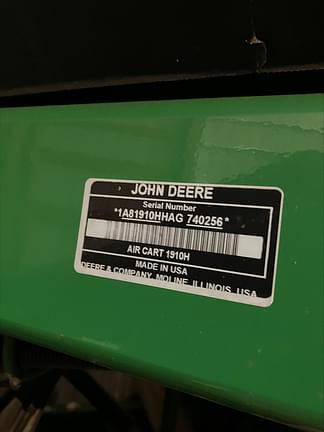 JOHN DEERE
Serial Number
*1A81910HHAG 740256*
AIR CART 1910H
MADE IN USA
DEERE & COMPANY, MOLINE, ILLINOIS, USA